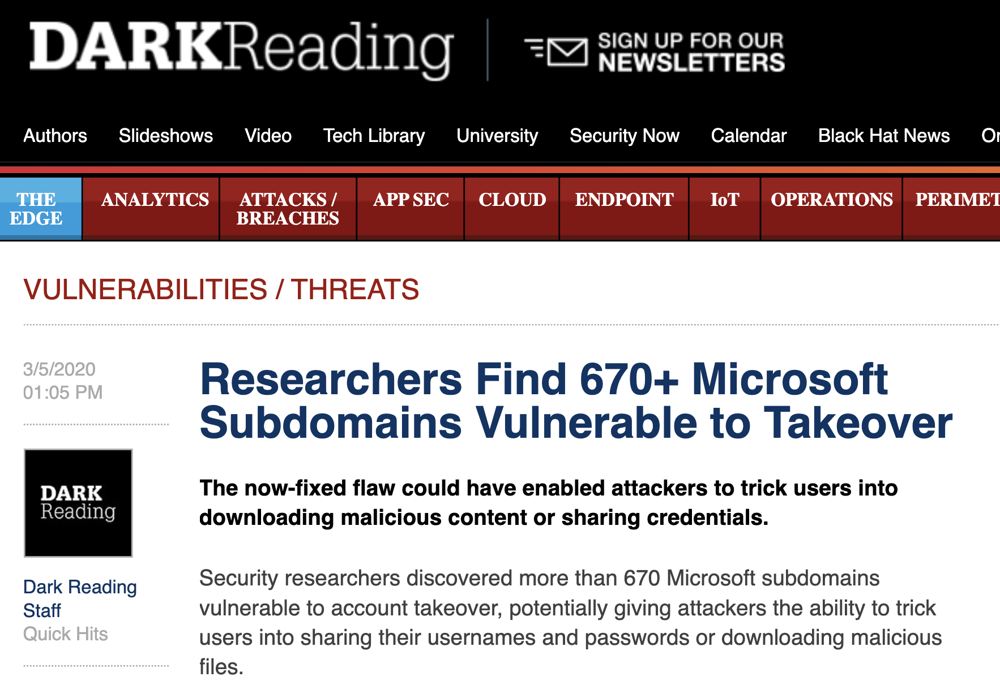 DARKReading
SIGN UP FOR OUR
NEWSLETTERS
Authors Slideshows Video Tech Library University Security Now Calendar Black Hat News Or
THE EDGE ANALYTICS ATTACKS / BREACHES APP SEC CLOUD ENDPOINT IoT OPERATIONS PERIMET
VULNERABILITIES / THREATS
3/5/2020
01:05 PM
DARK
Reading
Dark Reading
Staff
Quick Hits
Researchers Find 670+ Microsoft
Subdomains Vulnerable to Takeover
The now-fixed flaw could have enabled attackers to trick users into
downloading malicious content or sharing credentials.
Security researchers discovered more than 670 Microsoft subdomains
vulnerable to account takeover, potentially giving attackers the ability to trick
users into sharing their usernames and passwords or downloading malicious
files.